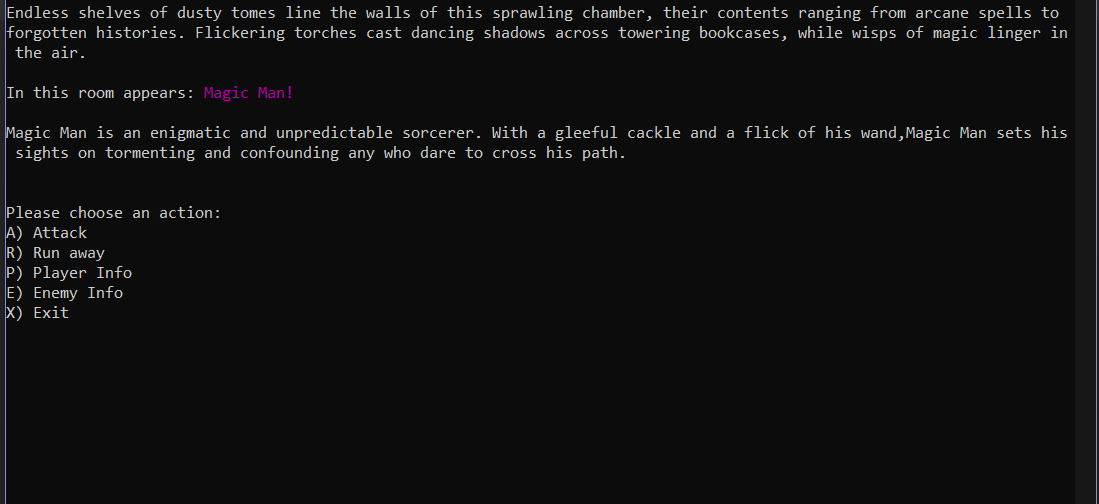 Endless shelves of dusty tomes line the walls of this sprawling chamber, their contents ranging from arcane spells to
forgotten histories. Flickering torches cast dancing shadows across towering bookcases, while wisps of magic linger in
the air.
In this room appears: Magic Man!
Magic Man is an enigmatic and unpredictable sorcerer. With a gleeful cackle and a flick of his wand,Magic Man sets his
sights on tormenting and confounding any who dare to cross his path.
Please choose an action:
A) Attack
R) Run away
P) Player Info
E) Enemy Info
X) Exit